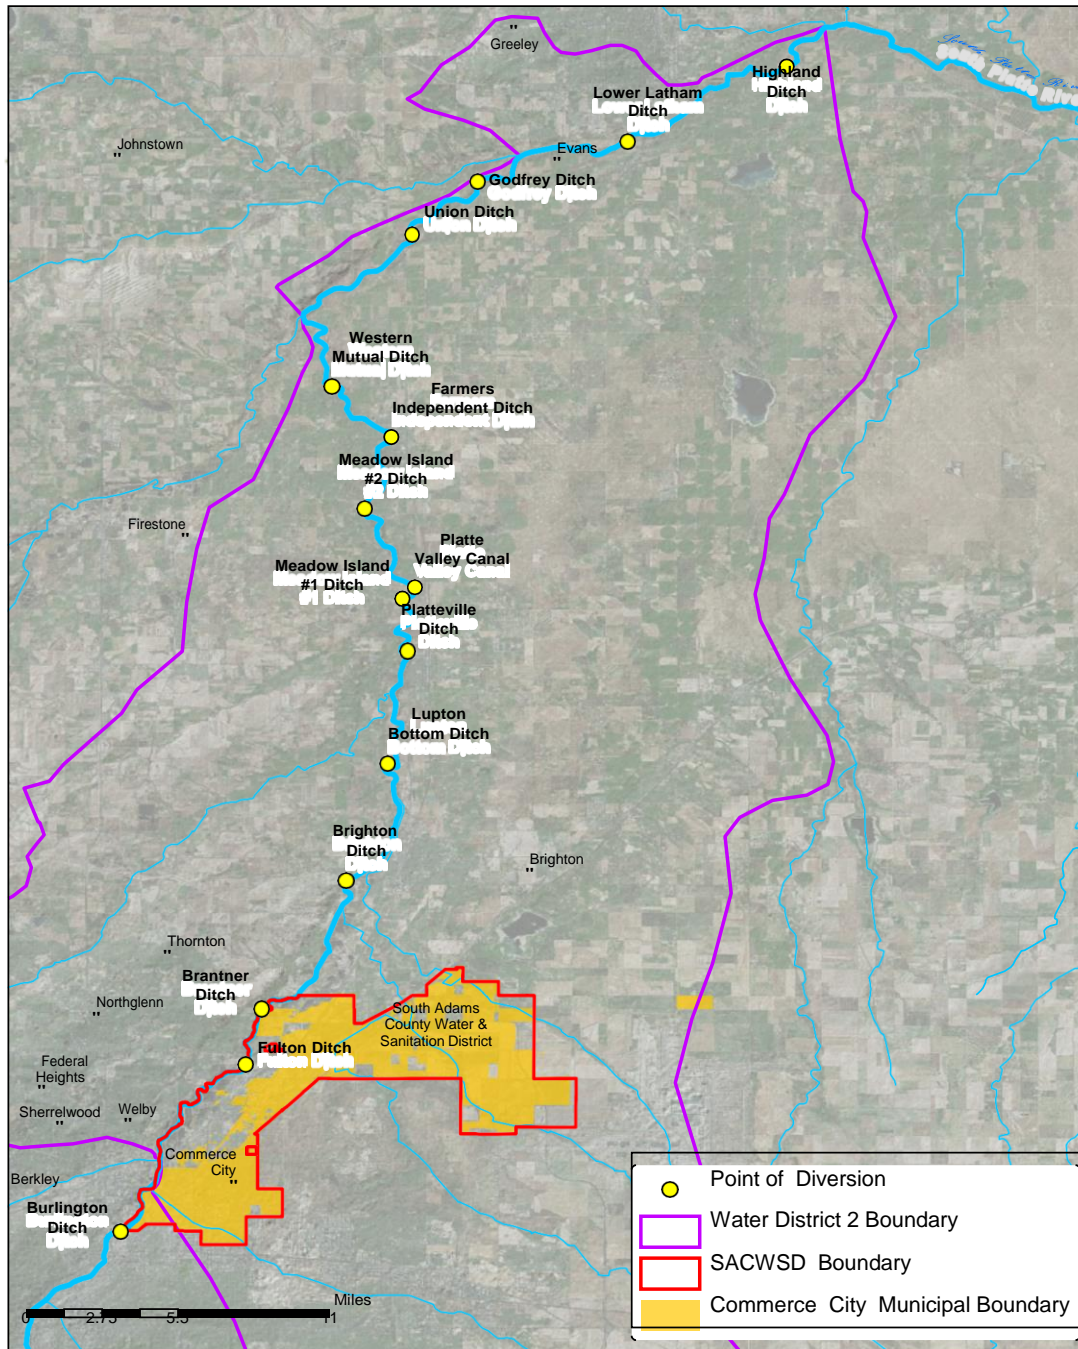 Greeley
South Platte River
Highland
Ditch
Lower Latham
Ditch
Johnstown
Evans
Godfrey Ditch
Union Ditch
Western
Mutual Ditch
Farmers
Independent Ditch
Meadow Island
#2 Ditch
Firestone
Platte
Valley Canal
Meadow Island
#1 Ditch
Platteville
Ditch
Lupton
Bottom Ditch
Brighton
Ditch
Brighton
Thornton
Brantner
Ditch
Northglenn
South Adams
County Water &
Sanitation District
Fulton Ditch
Federal
Heights
Sherrelwood
Welby
Commerce
City
Berkley
Burlington
Ditch
Point of Diversion
Water District 2 Boundary
SACWSD Boundary
Commerce City Municipal Boundary
Miles
0 2.75 5.5 11